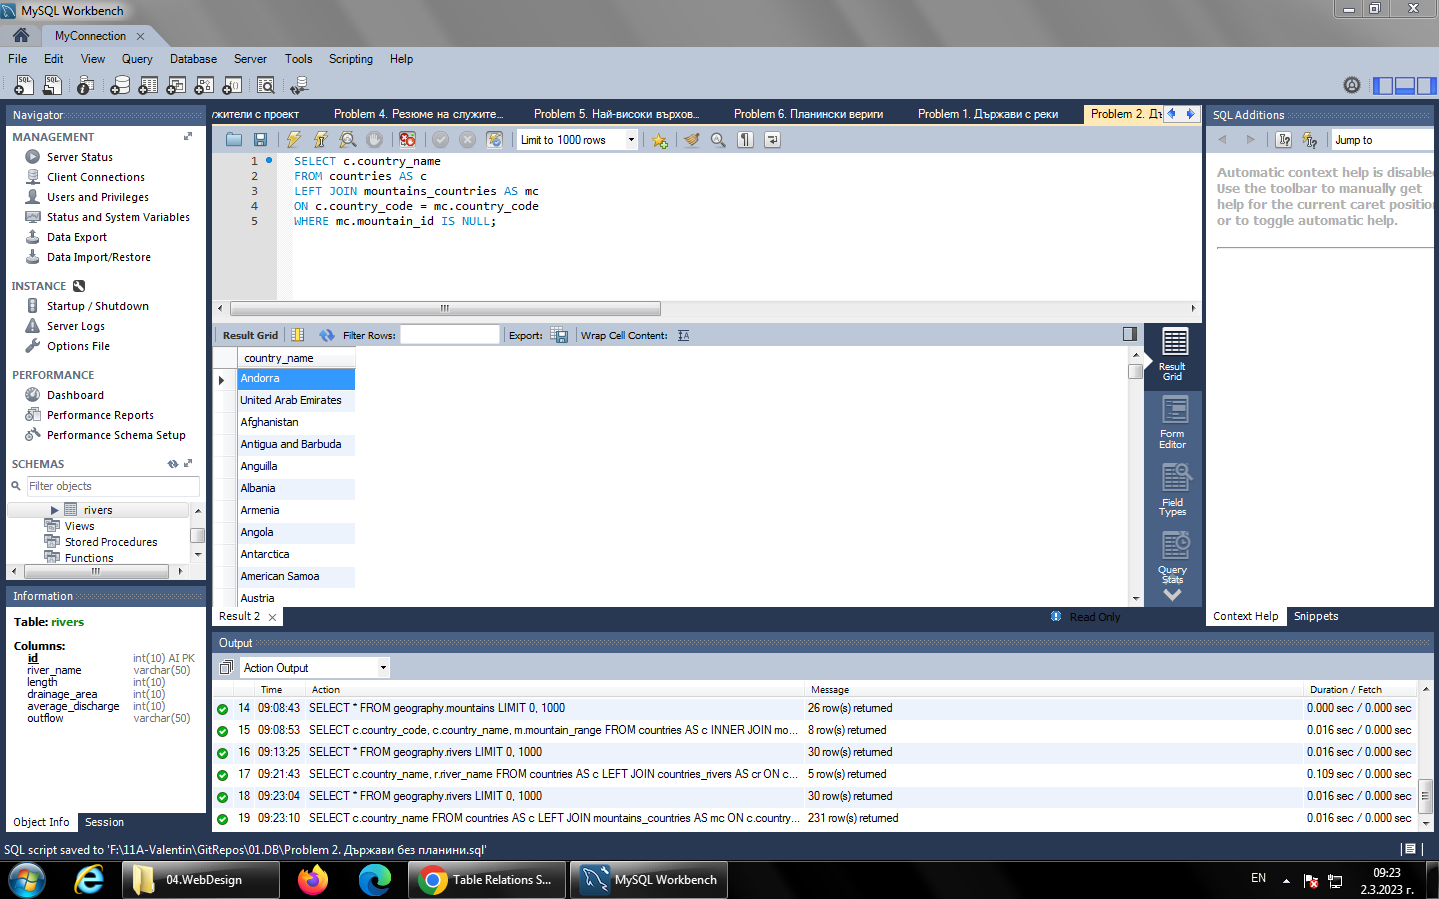 MySQL Workbench
MyConnection
File Edit View Query Database Server Tools Scripting Help
Navigator
MANAGEMENT
Server Status
Client Connections
Users and Privileges
Status and System Variables
Data Export
Data Import/Restore
INSTANCE
Startup / Shutdown
Server Logs
Options File
PERFORMANCE
Dashboard
Performance Reports
Performance Schema Setup
SCHEMAS
Filter objects
rivers
Views
Stored Procedures
Functions
Information
Table: rivers
Columns:
id int(10) AI PK
river_name varchar(50)
length int(10)
drainage_area int(10)
average_discharge int(10)
outflow varchar(50)
Object Info Session
жители с проект Problem 4. Резюме на служите... Problem 5. Най-високи върхов... Problem 6. Планински вериги Problem 1. Държави с реки Problem 2. Дъ
Limit to 1000 rows
1 SELECT c.country_name
2 FROM countries AS c
3 LEFT JOIN mountains_countries AS mc
4 ON c.country_code = mc.country_code
5 WHERE mc.mountain_id IS NULL;
Result Grid Filter Rows: Export: Wrap Cell Content:
country_name
Andorra
United Arab Emirates
Afghanistan
Antigua and Barbuda
Anguilla
Albania
Armenia
Angola
Antarctica
American Samoa
Austria
Result Grid
Form Editor
Field Types
Query Stats
Result 2 Read Only
SQL Additions
Jump to
Automatic context help is disabled.
Use the toolbar to manually get
help for the current caret position
or to toggle automatic help.
Context Help Snippets
Output
Action Output
Time Action Message Duration / Fetch
14 09:08:43 SELECT * FROM geography.mountains LIMIT 0, 1000 26 row(s) returned 0.000 sec / 0.000 sec
15 09:08:53 SELECT c.country_code, c.country_name, m.mountain_range FROM countries AS c INNER JOIN mo... 8 row(s) returned 0.016 sec / 0.000 sec
16 09:13:25 SELECT * FROM geography.rivers LIMIT 0, 1000 30 row(s) returned 0.016 sec / 0.000 sec
17 09:21:43 SELECT c.country_name, r.river_name FROM countries AS c LEFT JOIN countries_rivers AS cr ON c... 5 row(s) returned 0.109 sec / 0.000 sec
18 09:23:04 SELECT * FROM geography.rivers LIMIT 0, 1000 30 row(s) returned 0.016 sec / 0.000 sec
19 09:23:10 SELECT c.country_name FROM countries AS c LEFT JOIN mountains_countries AS mc ON c.country... 231 row(s) returned 0.016 sec / 0.000 sec
SQL script saved to 'F:\11A-Valentin\GitRepos\01.DB\Problem 2. Държави без планини.sql'
04.WebDesign Table Relations S... MySQL Workbench EN 09:23
2.3.2023 г.